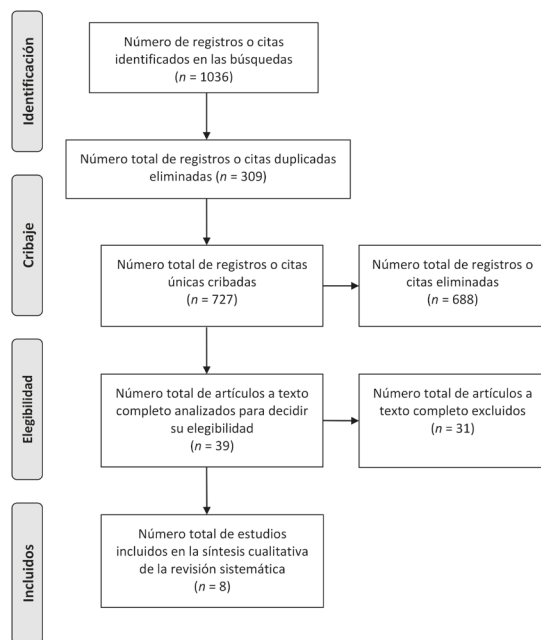 Identificación
Número de registros o citas
identificados en las búsquedas
(n = 1036)
Número total de registros o citas duplicadas
eliminadas (n = 309)
Cribaje
Número total de registros o citas
únicas cribadas
(n = 727)
Número total de registros o
citas eliminadas
(n = 688)
Elegibilidad
Número total de artículos a texto
completo analizados para decidir
su elegibilidad
(n = 39)
Número total de artículos a
texto completo excluidos
(n = 31)
Incluidos
Número total de estudios
incluidos en la síntesis cualitativa
de la revisión sistemática
(n = 8)